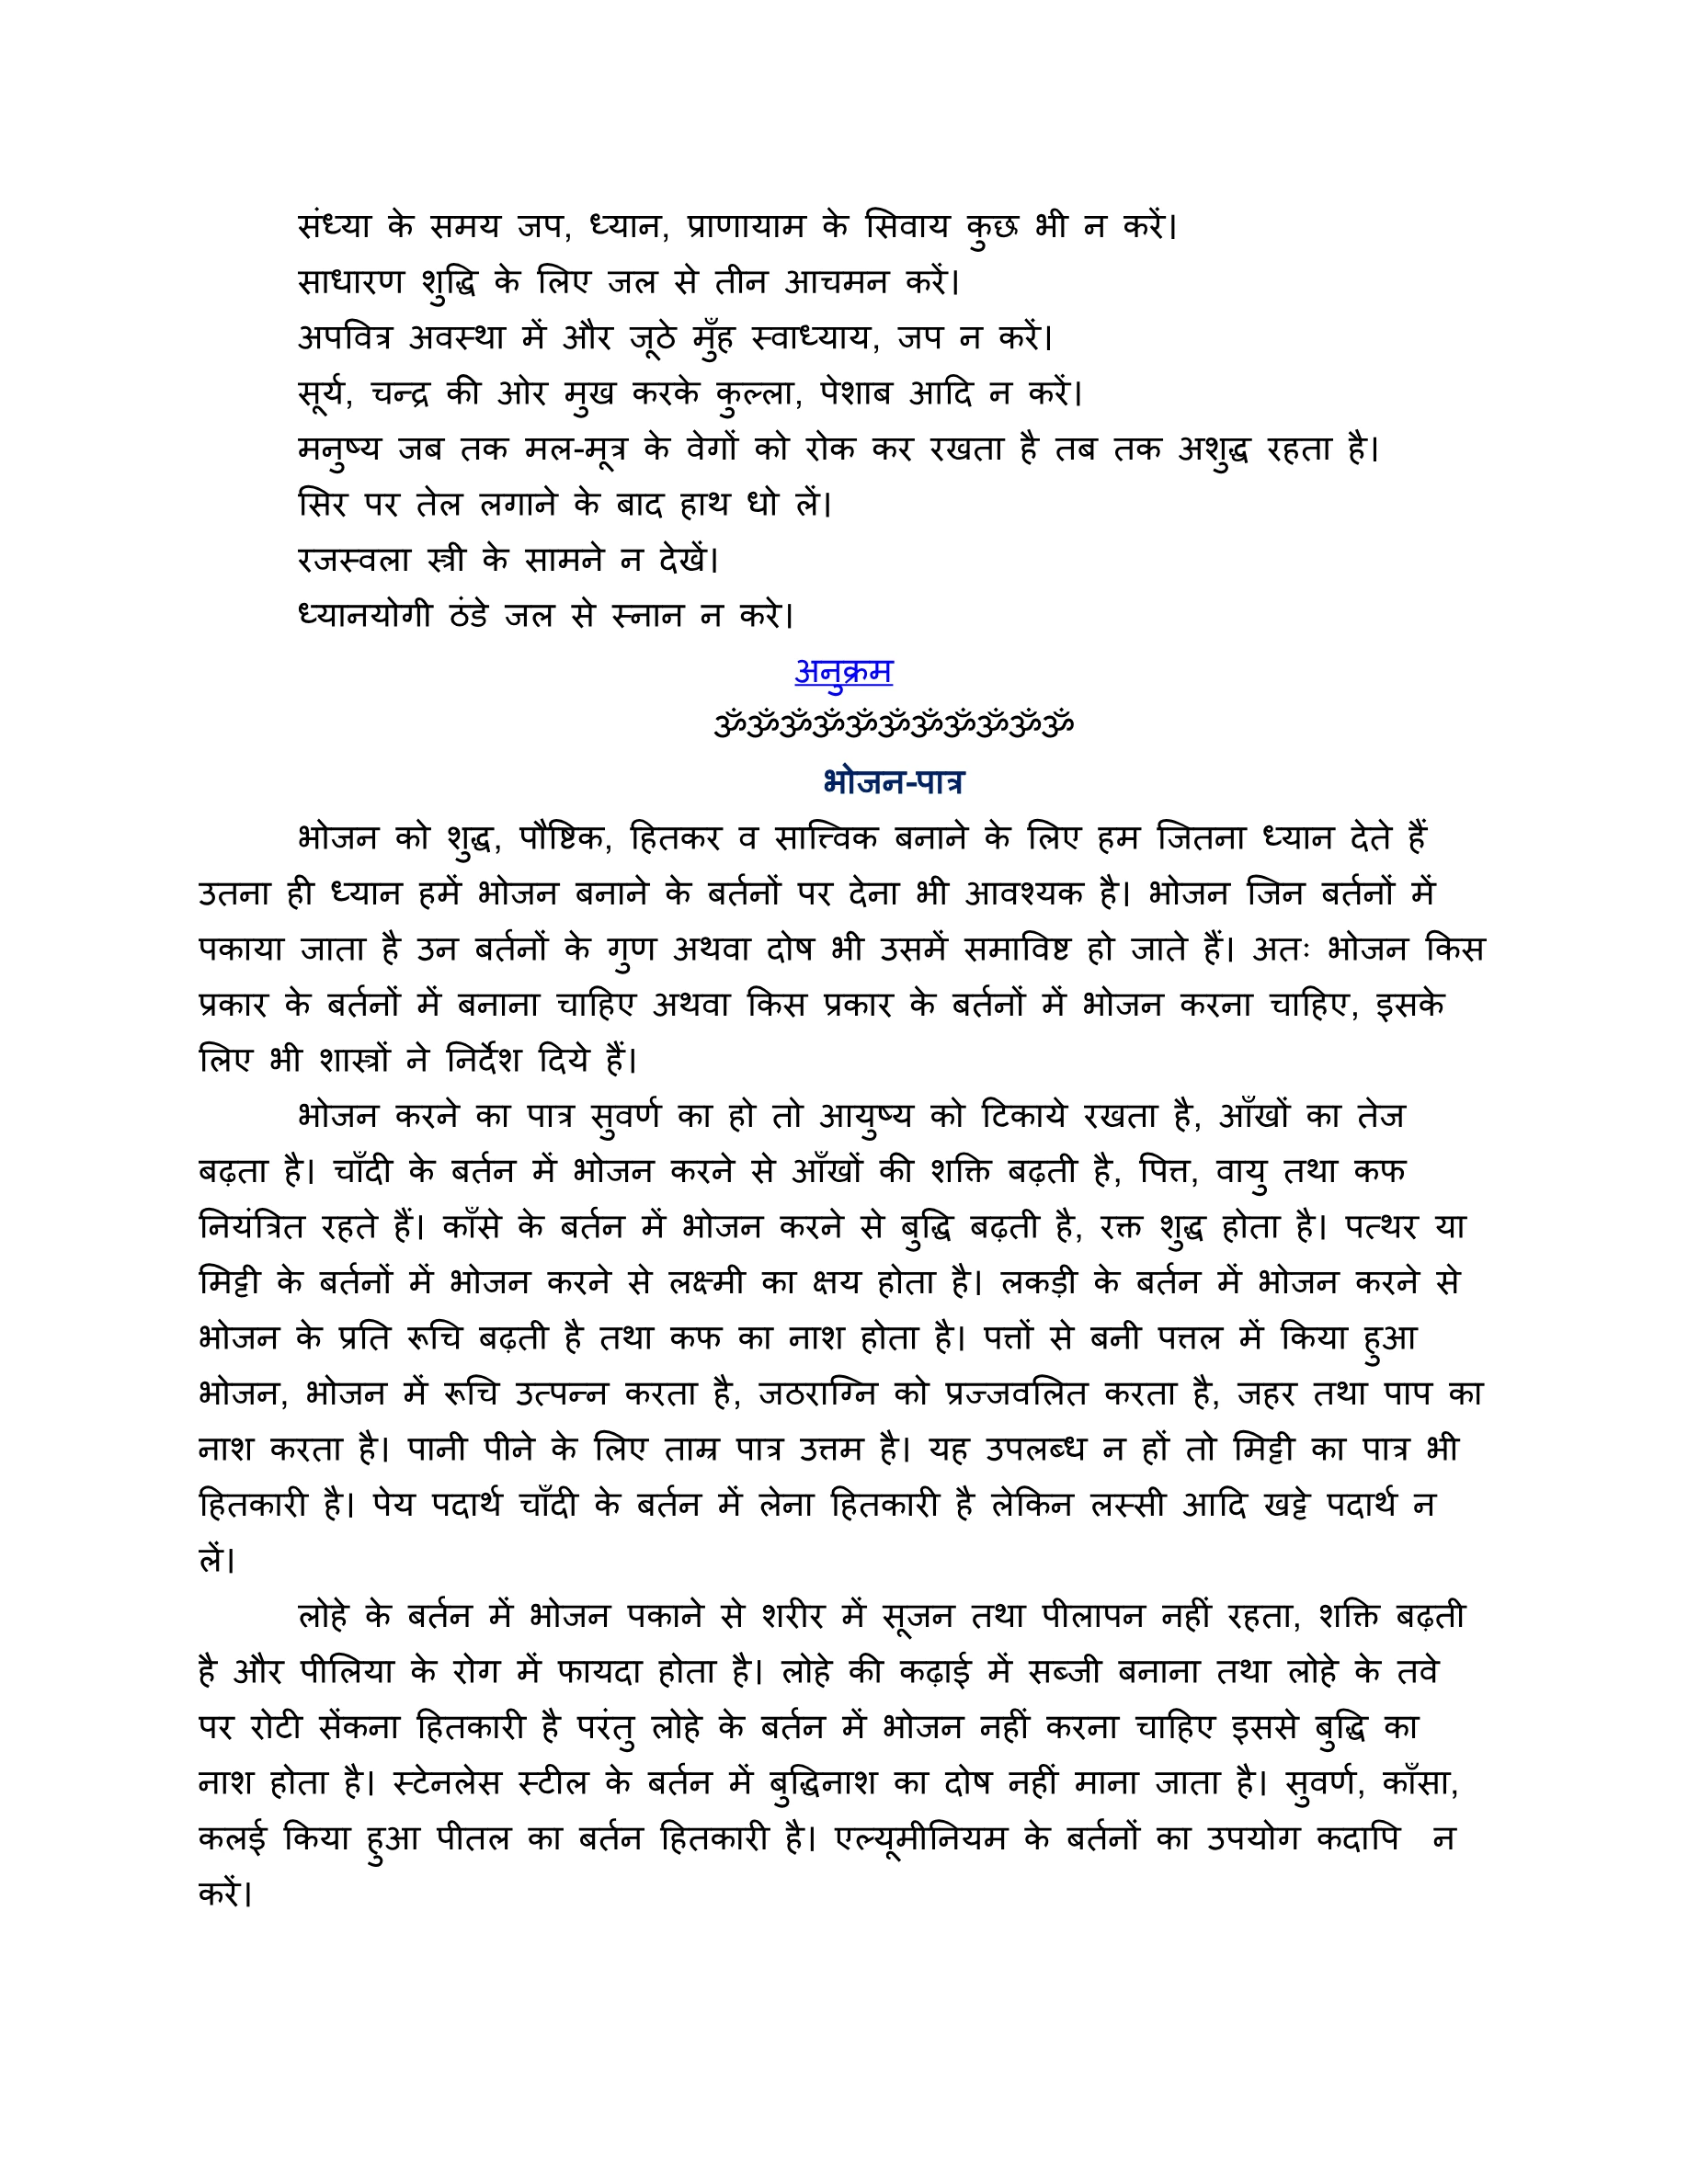 संध्या के समय जप, ध्यान, प्राणायाम के सिवाय कुछ भी न करें।
साधारण शुद्धि के लिए जल से तीन आचमन करें।
अपवित्र अवस्था में और जूठे मुँह स्वाध्याय, जप न करें।
सूर्य, चन्द्र की ओर मुख करके कुल्ला, पेशाब आदि न करें।
मनुष्य जब तक मल-मूत्र के वेगों को रोक कर रखता है तब तक अशुद्ध रहता है।
सिर पर तेल लगाने के बाद हाथ धो लें।
रजस्वला स्त्री के सामने न देखें।
ध्यानयोगी ठंडे जल से स्नान न करे।
अनुक्रम
ॐॐॐॐॐॐॐॐॐॐॐ
भोजन-पात्र
भोजन को शुद्ध, पौष्टिक, हितकर व सात्त्विक बनाने के लिए हम जितना ध्यान देते हैं
उतना ही ध्यान हमें भोजन बनाने के बर्तनों पर देना भी आवश्यक है। भोजन जिन बर्तनों में
पकाया जाता है उन बर्तनों के गुण अथवा दोष भी उसमें समाविष्ट हो जाते हैं। अतः भोजन किस
प्रकार के बर्तनों में बनाना चाहिए अथवा किस प्रकार के बर्तनों में भोजन करना चाहिए, इसके
लिए भी शास्त्रों ने निर्देश दिये हैं।
भोजन करने का पात्र सुवर्ण का हो तो आयुष्य को टिकाये रखता है, आँखों का तेज
बढ़ता है। चाँदी के बर्तन में भोजन करने से आँखों की शक्ति बढ़ती है, पित्त, वायु तथा कफ
नियंत्रित रहते हैं। काँसे के बर्तन में भोजन करने से बुद्धि बढ़ती है, रक्त शुद्ध होता है। पत्थर या
मिट्टी के बर्तनों में भोजन करने से लक्ष्मी का क्षय होता है। लकड़ी के बर्तन में भोजन करने से
भोजन के प्रति रूचि बढ़ती है तथा कफ का नाश होता है। पत्तों से बनी पत्तल में किया हुआ
भोजन, भोजन में रूचि उत्पन्न करता है, जठराग्नि को प्रज्जवलित करता है, जहर तथा पाप का
नाश करता है। पानी पीने के लिए ताम्र पात्र उत्तम है। यह उपलब्ध न हों तो मिट्टी का पात्र भी
हितकारी है। पेय पदार्थ चाँदी के बर्तन में लेना हितकारी है लेकिन लस्सी आदि खट्टे पदार्थ न
लें।
लोहे के बर्तन में भोजन पकाने से शरीर में सूजन तथा पीलापन नहीं रहता, शक्ति बढ़ती
है और पीलिया के रोग में फायदा होता है। लोहे की कढ़ाई में सब्जी बनाना तथा लोहे के तवे
पर रोटी सेंकना हितकारी है परंतु लोहे के बर्तन में भोजन नहीं करना चाहिए इससे बुद्धि का
नाश होता है। स्टेनलेस स्टील के बर्तन में बुद्धिनाश का दोष नहीं माना जाता है। सुवर्ण, काँसा,
कलई किया हुआ पीतल का बर्तन हितकारी है। एल्यूमीनियम के बर्तनों का उपयोग कदापि न
करें।